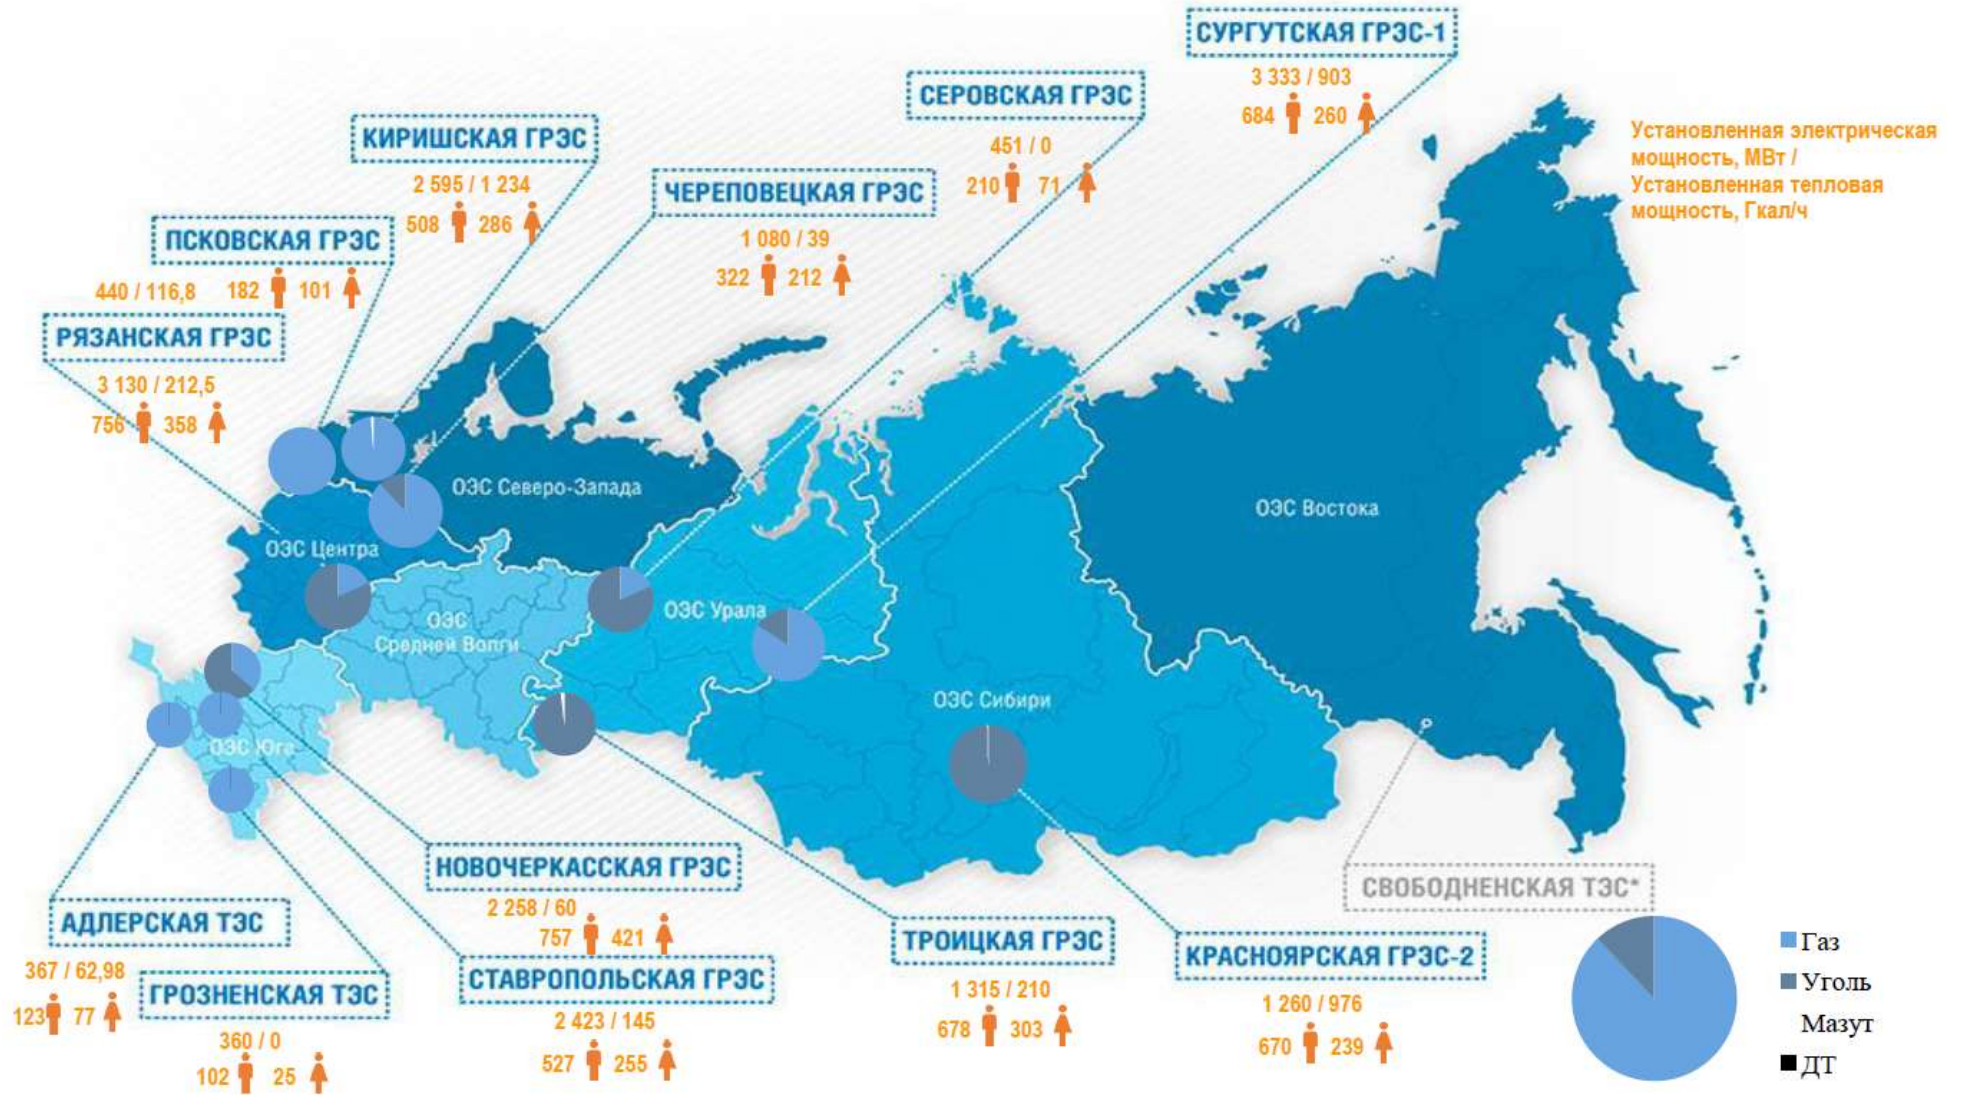 СУРГУТСКАЯ ГРЭС-1
3 333 / 903
684 260
СЕРОВСКАЯ ГРЭС
451 / 0
210 71
Установленная электрическая
мощность, МВт /
Установленная тепловая
мощность, Гкал/ч
КИРИШСКАЯ ГРЭС
2 595 / 1 234
508 286
ЧЕРЕПОВЕЦКАЯ ГРЭС
1 080 / 39
322 212
ПСКОВСКАЯ ГРЭС
440 / 116,8 182 101
РЯЗАНСКАЯ ГРЭС
3 130 / 212,5
756 358
ОЭС Северо-Запада
ОЭС Востока
ОЭС Центра
ОЭС Урала
ОЭС
Средней Волги
ОЭС Сибири
ОЭС Юга
НОВОЧЕРКАССКАЯ ГРЭС
2 258 / 60
757 421
СВОБОДНЕНСКАЯ ТЭС*
АДЛЕРСКАЯ ТЭС
367 / 62,98
123 77
ГРОЗНЕНСКАЯ ТЭС
360 / 0
102 25
СТАВРОПОЛЬСКАЯ ГРЭС
2 423 / 145
527 255
ТРОИЦКАЯ ГРЭС
1 315 / 210
678 303
КРАСНОЯРСКАЯ ГРЭС-2
1 260 / 976
670 239
Газ
Уголь
Мазут
ДТ